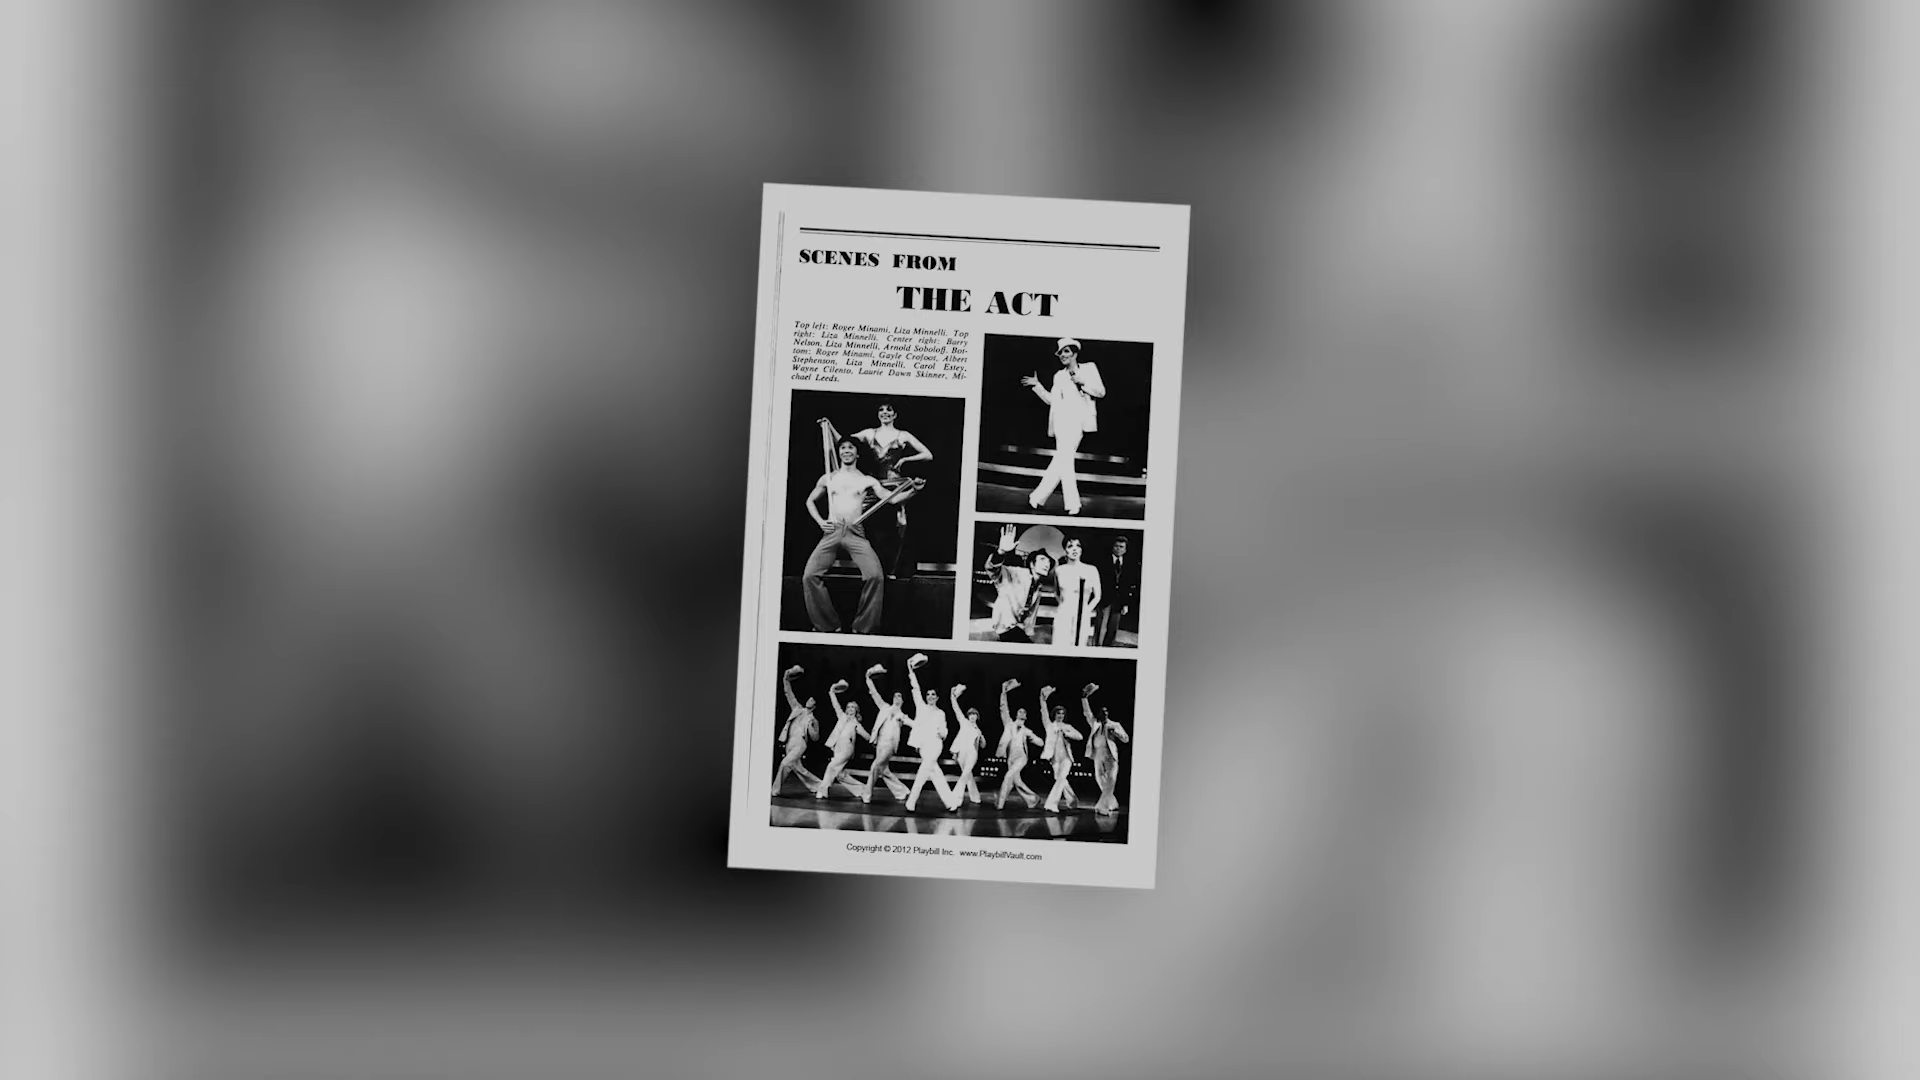 SCENES FROM
THE ACT
Top left: Roger Minami, Liza Minnelli. Top
right: Liza Minnelli. Center right: Barry
Nelson, Liza Minnelli, Arnold Soboloff. Bot-
tom: Roger Minami, Gayle Crofoot, Albert
Stephenson, Liza Minnelli, Carol Estey,
Wayne Cilento, Laurie Dawn Skinner, Mi-
chael Leeds.
Copyright © 2012 Playbill Inc. www.PlaybillVault.com